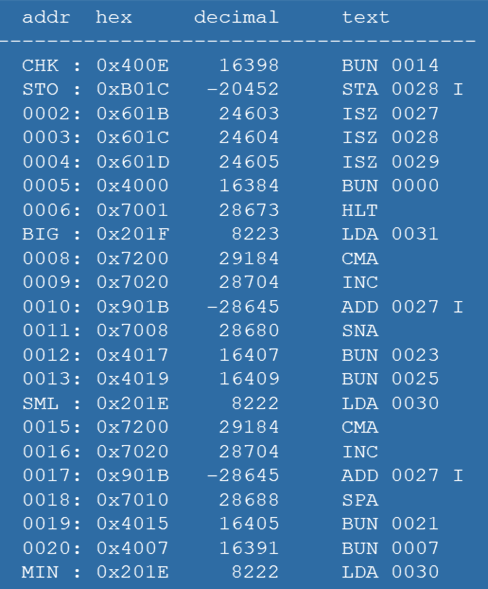 addr hex decimal text
---------------------------------------
CHK : 0x400E 16398 BUN 0014
STO : 0xB01C -20452 STA 0028 I
0002: 0x601B 24603 ISZ 0027
0003: 0x601C 24604 ISZ 0028
0004: 0x601D 24605 ISZ 0029
0005: 0x4000 16384 BUN 0000
0006: 0x7001 28673 HLT
BIG : 0x201F 8223 LDA 0031
0008: 0x7200 29184 CMA
0009: 0x7020 28704 INC
0010: 0x901B -28645 ADD 0027 I
0011: 0x7008 28680 SNA
0012: 0x4017 16407 BUN 0023
0013: 0x4019 16409 BUN 0025
SML : 0x201E 8222 LDA 0030
0015: 0x7200 29184 CMA
0016: 0x7020 28704 INC
0017: 0x901B -28645 ADD 0027 I
0018: 0x7010 28688 SPA
0019: 0x4015 16405 BUN 0021
0020: 0x4007 16391 BUN 0007
MIN : 0x201E 8222 LDA 0030